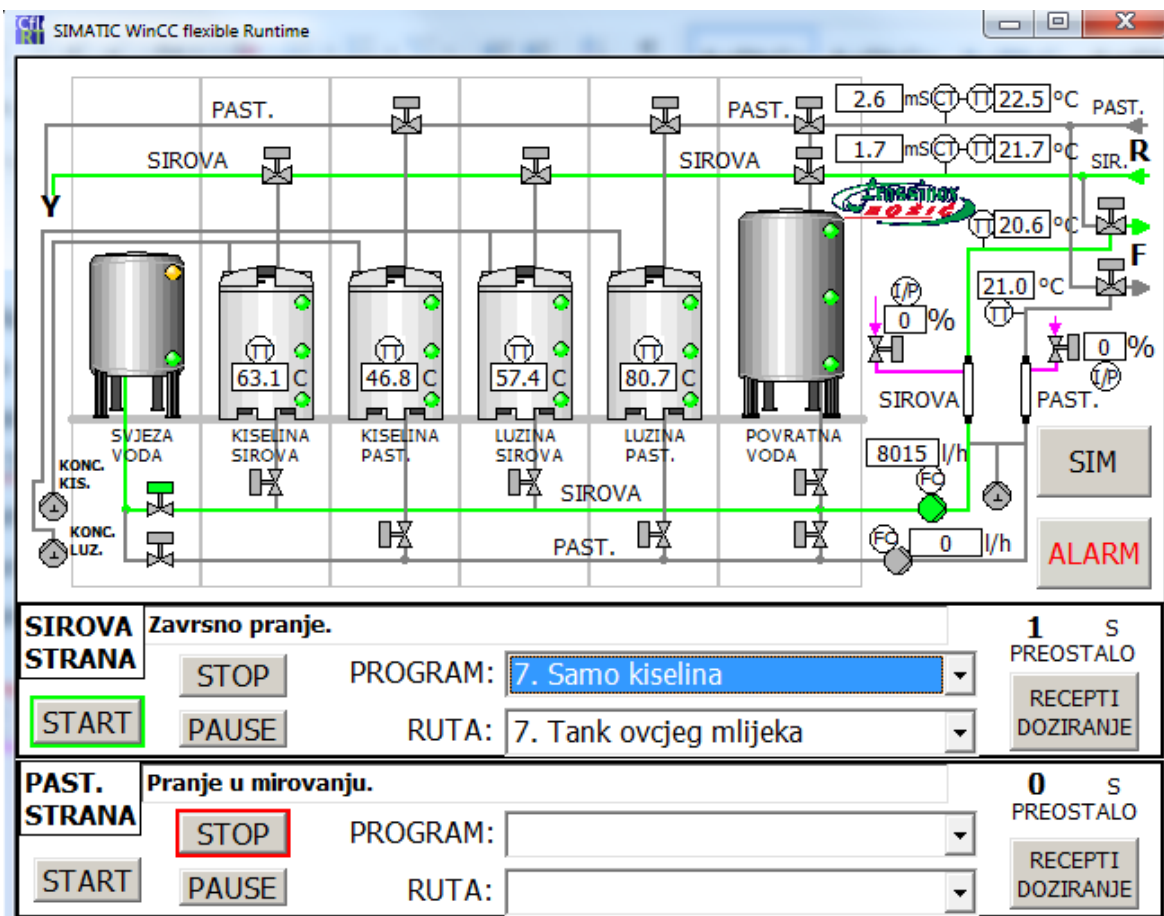 SIMATIC WinCC flexible Runtime
PAST.
PAST.
2.6 mS CT TT 22.5 °C PAST.
SIROVA
SIROVA
1.7 mS CT TT 21.7 °C SIR. R
Y
TT 20.6 °C
F
I/P
0 %
21.0 °C
TT
0 %
I/P
TT TT TT TT
63.1 C 46.8 C 57.4 C 80.7 C
SIROVA PAST.
SVJEZA VODA
KISELINA SIROVA
KISELINA PAST.
LUZINA SIROVA
LUZINA PAST.
POVRATNA VODA
8015 l/h
FC
SIM
KONC. KIS.
SIROVA
KONC. LUZ.
PAST.
FC 0 l/h
ALARM
SIROVA STRANA
Zavrsno pranje.
1 S
PREOSTALO
STOP PROGRAM: 7. Samo kiselina
START PAUSE RUTA: 7. Tank ovcjeg mlijeka
RECEPTI DOZIRANJE
PAST. STRANA
Pranje u mirovanju.
0 S
PREOSTALO
STOP PROGRAM:
START PAUSE RUTA:
RECEPTI DOZIRANJE